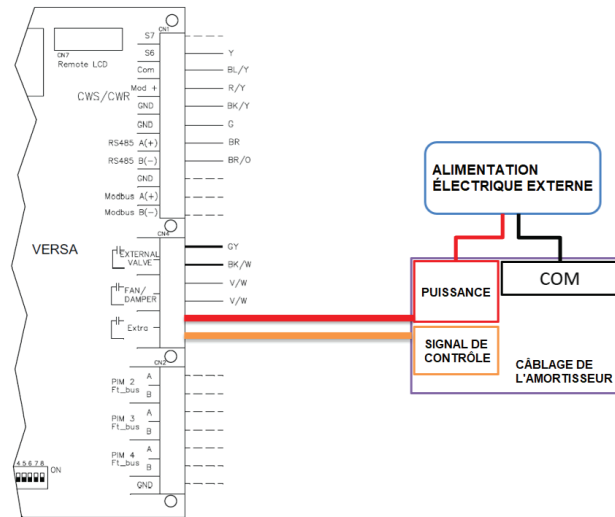 CN7
Remote LCD
CWS/CWR
CN1
S7
S6
Y
Com
BL/Y
Mod +
R/Y
GND
BK/Y
GND
G
RS485 A(+)
BR
RS485 B(-)
BR/O
GND
Modbus A(+)
Modbus B(-)
VERSA
CN4
EXTERNAL
VALVE
GY
BK/W
FAN/
DAMPER
V/W
V/W
Extra
CN2
PIM 2
Ft_bus
A
B
PIM 3
Ft_bus
A
B
PIM 4
Ft_bus
A
B
GND
4 5 6 7 8
ON
ALIMENTATION
ÉLECTRIQUE EXTERNE
PUISSANCE
COM
SIGNAL DE
CONTRÔLE
CÂBLAGE DE
L'AMORTISSEUR